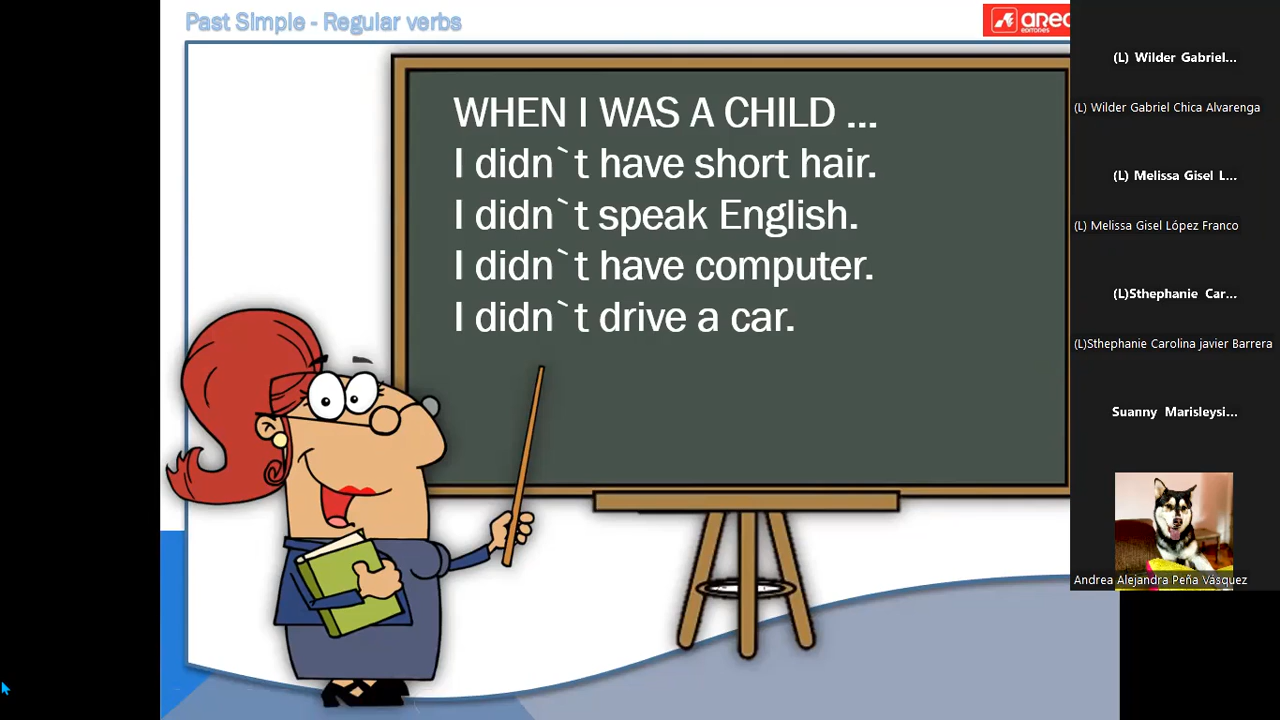 Past Simple - Regular verbs
WHEN I WAS A CHILD ...
I didn`t have short hair.
I didn`t speak English.
I didn`t have computer.
I didn`t drive a car.
(L) Wilder Gabriel...
(L) Wilder Gabriel Chica Alvarenga
(L) Melissa Gisel L...
(L) Melissa Gisel López Franco
(L)Sthephanie Car...
(L)Sthephanie Carolina javier Barrera
Suanny Marisleysi...
Andrea Alejandra Peña Vásquez